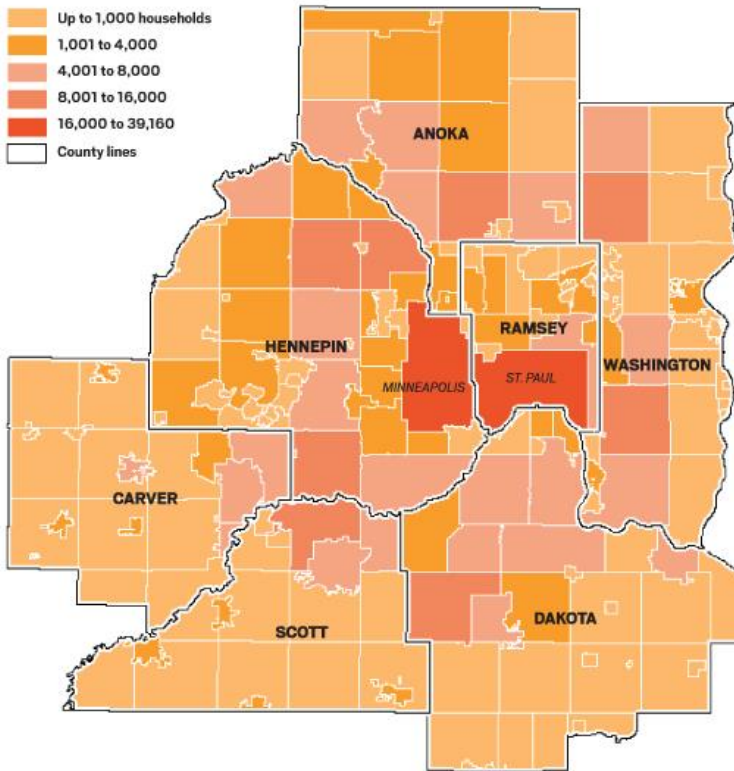 Up to 1,000 households
1,001 to 4,000
4,001 to 8,000
8,001 to 16,000
16,000 to 39,160
County lines
ANOKA
HENNEPIN
RAMSEY
WASHINGTON
MINNEAPOLIS
ST. PAUL
CARVER
SCOTT
DAKOTA